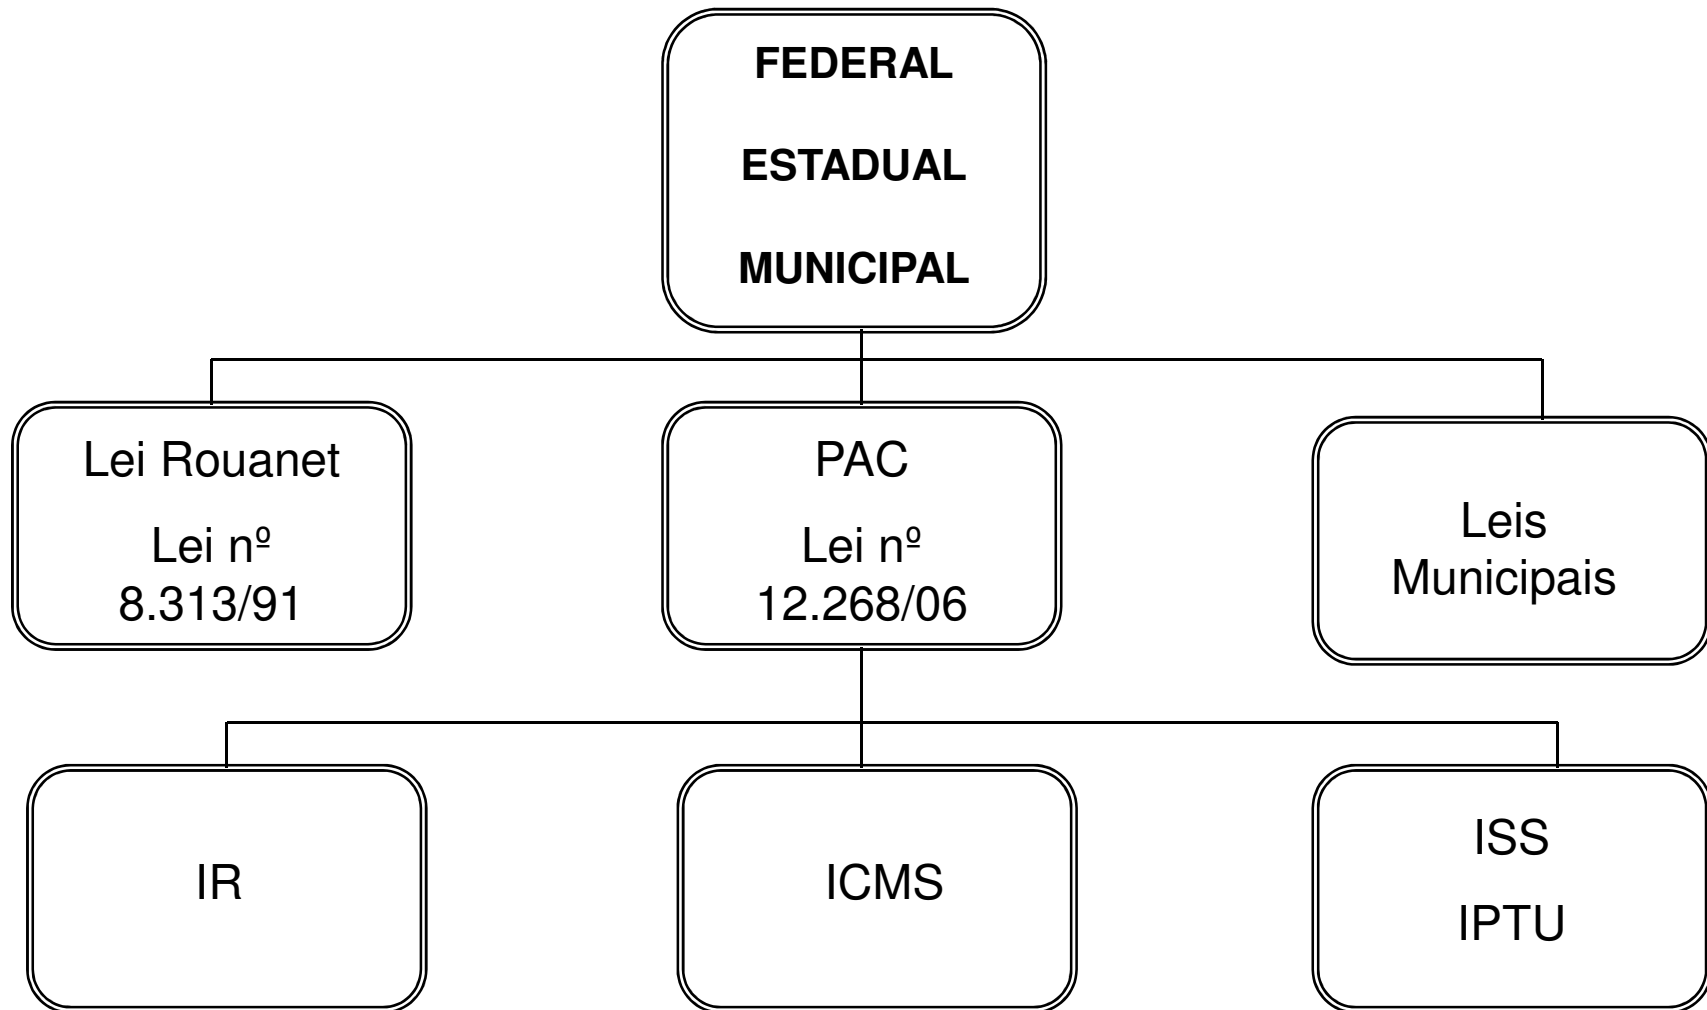 FEDERAL
ESTADUAL
MUNICIPAL
Lei Rouanet
Lei nº
8.313/91
PAC
Lei nº
12.268/06
Leis
Municipais
IR
ICMS
ISS
IPTU